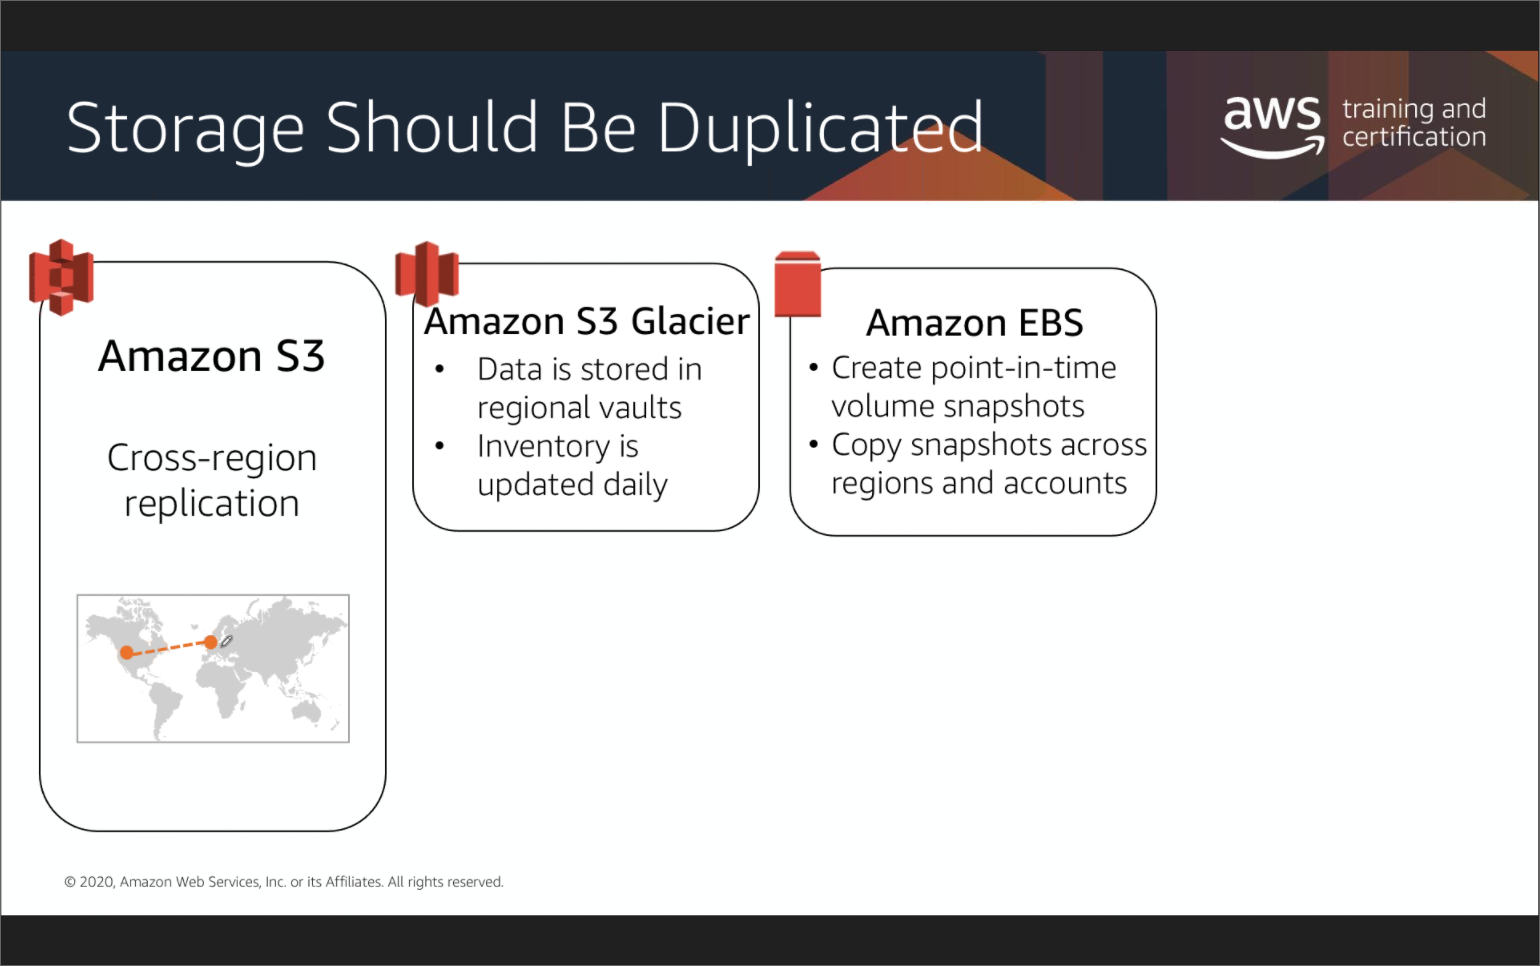 Storage Should Be Duplicated
aws
training and
certification
Amazon S3
Cross-region
replication
Amazon S3 Glacier
• Data is stored in
regional vaults
• Inventory is
updated daily
Amazon EBS
• Create point-in-time
volume snapshots
• Copy snapshots across
regions and accounts
© 2020, Amazon Web Services, Inc. or its Affiliates. All rights reserved.